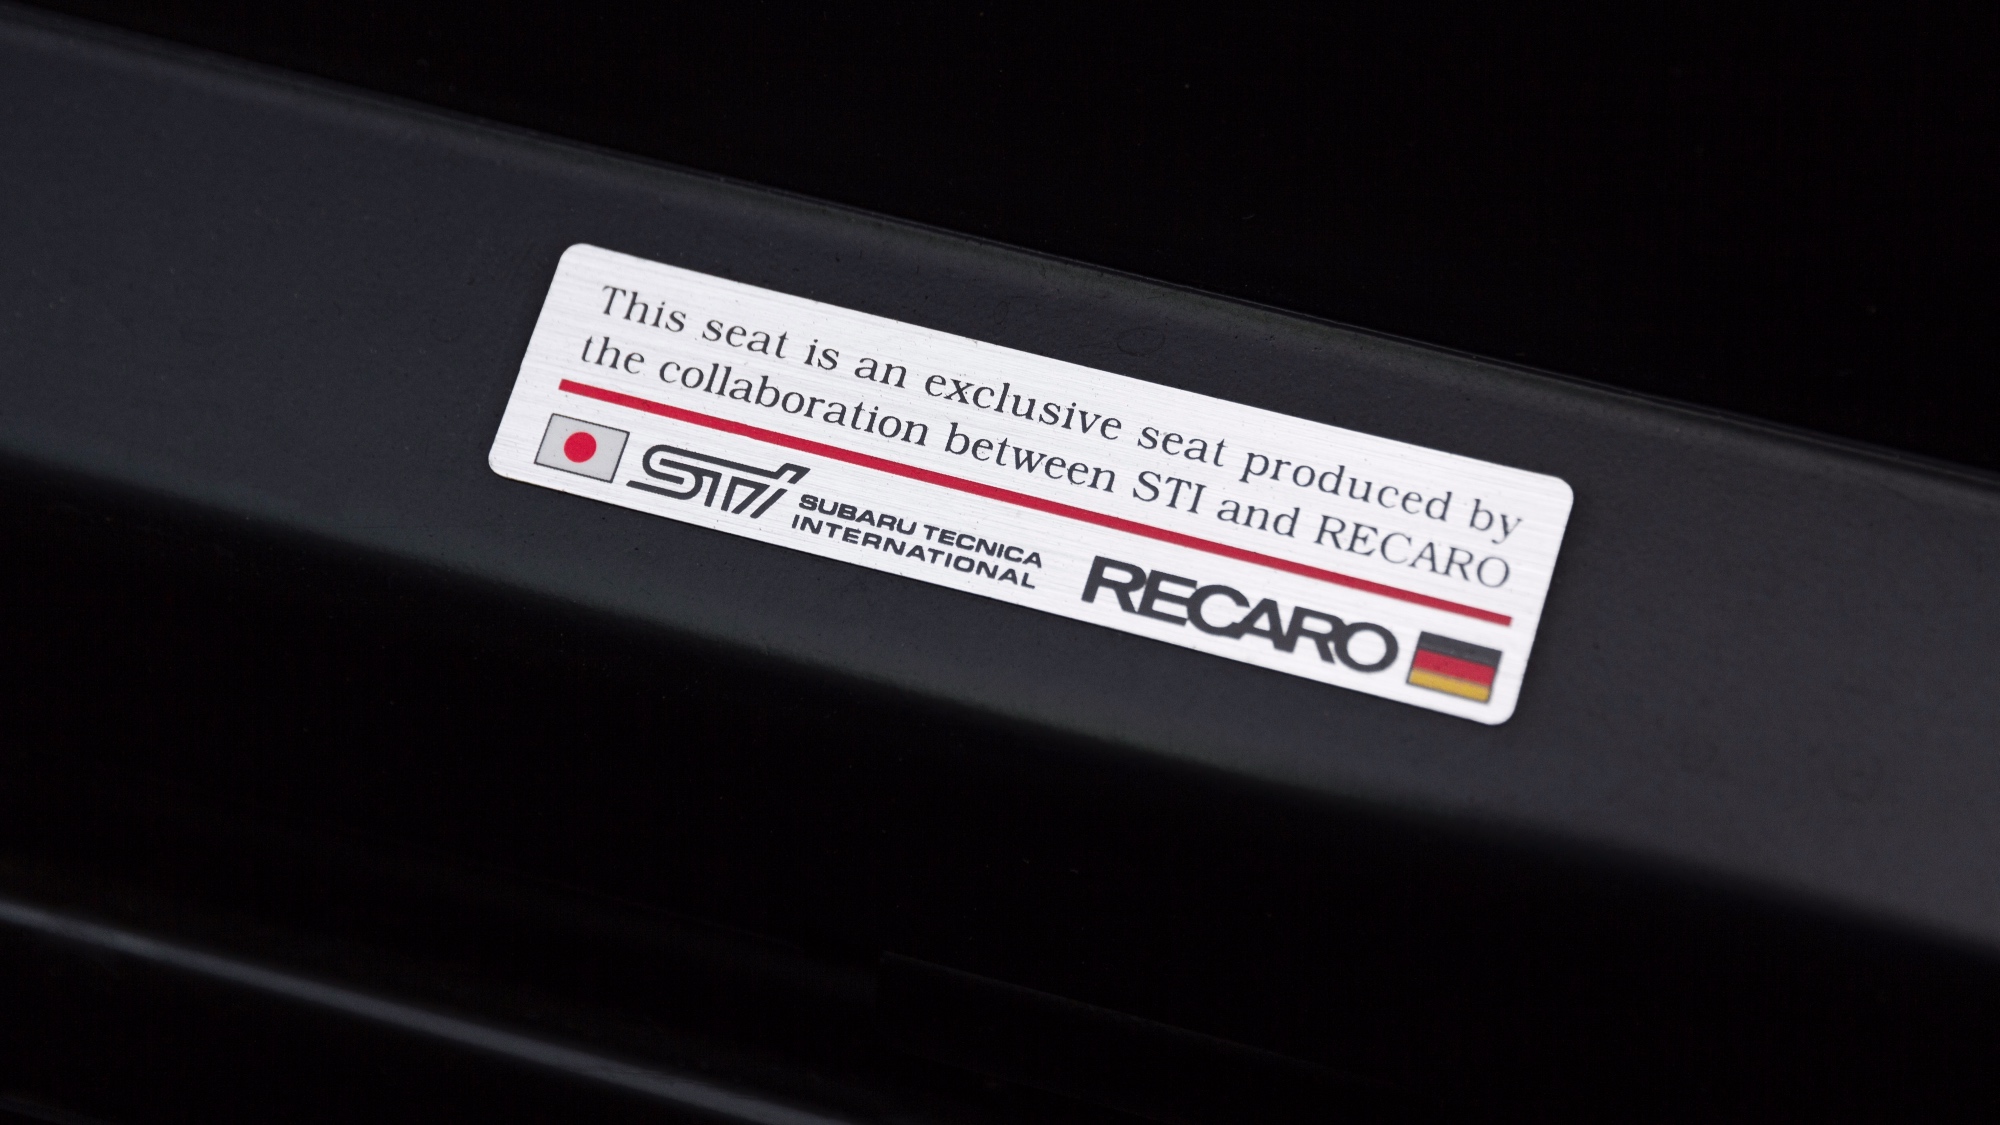 This seat is an exclusive seat produced by
the collaboration between STI and RECARO
STI SUBARU TECNICA
INTERNATIONAL
RECARO